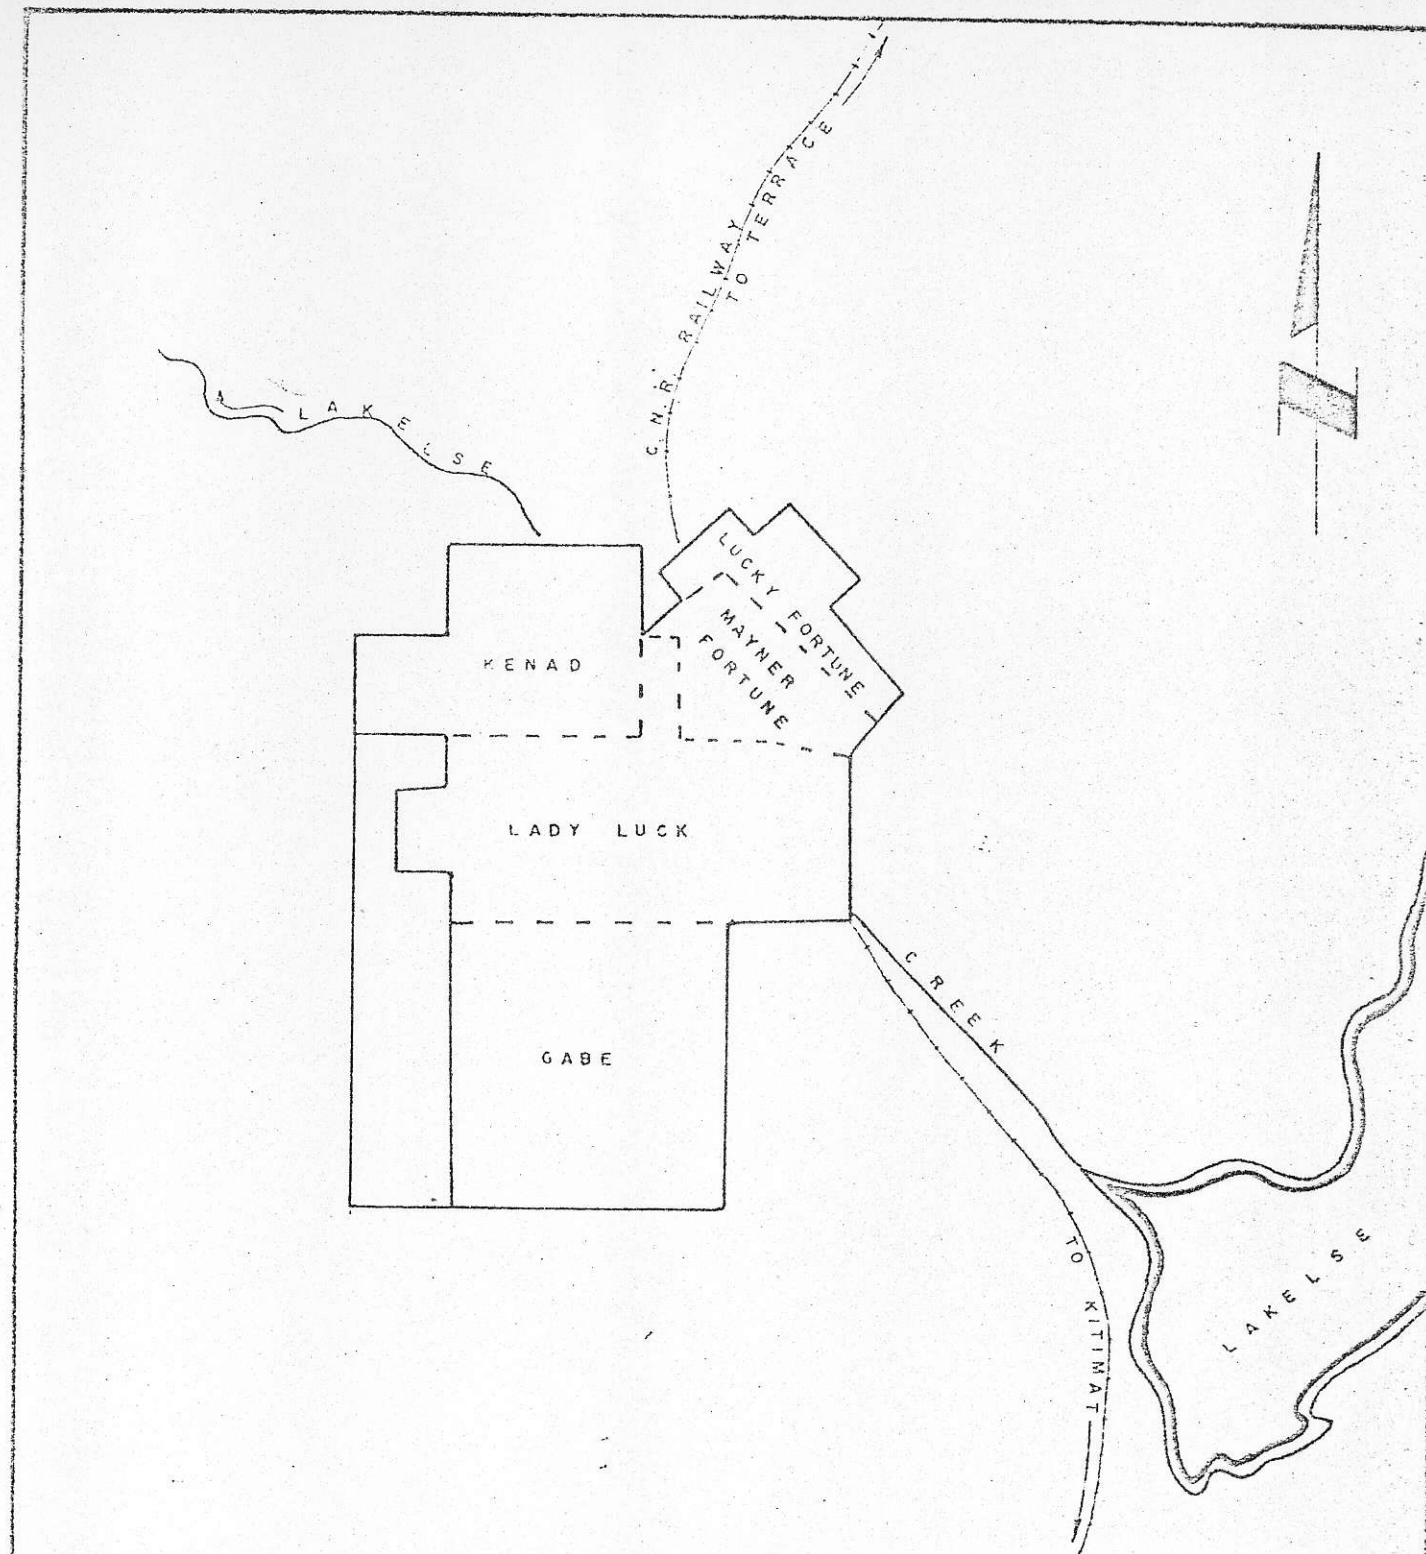 C.N.R. RAILWAY
TO TERRACE
LAKELSE
LUCKY FORTUNE
MAYNER
FORTUNE
KENAD
LADY LUCK
CREEK
GABE
TO KITIMAT
LAKELSE